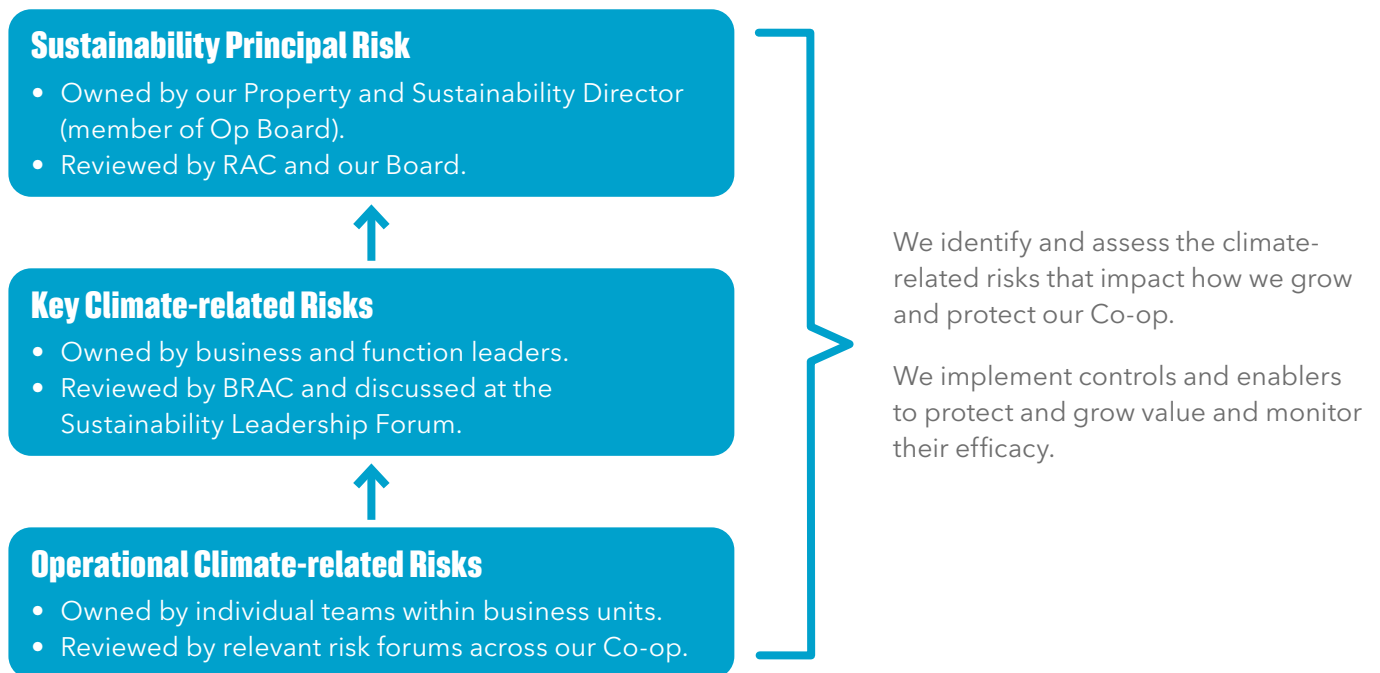 Sustainability Principal Risk
• Owned by our Property and Sustainability Director
(member of Op Board).
• Reviewed by RAC and our Board.
Key Climate-related Risks
• Owned by business and function leaders.
• Reviewed by BRAC and discussed at the
Sustainability Leadership Forum.
Operational Climate-related Risks
• Owned by individual teams within business units.
• Reviewed by relevant risk forums across our Co-op.
We identify and assess the climate-
related risks that impact how we grow
and protect our Co-op.
We implement controls and enablers
to protect and grow value and monitor
their efficacy.